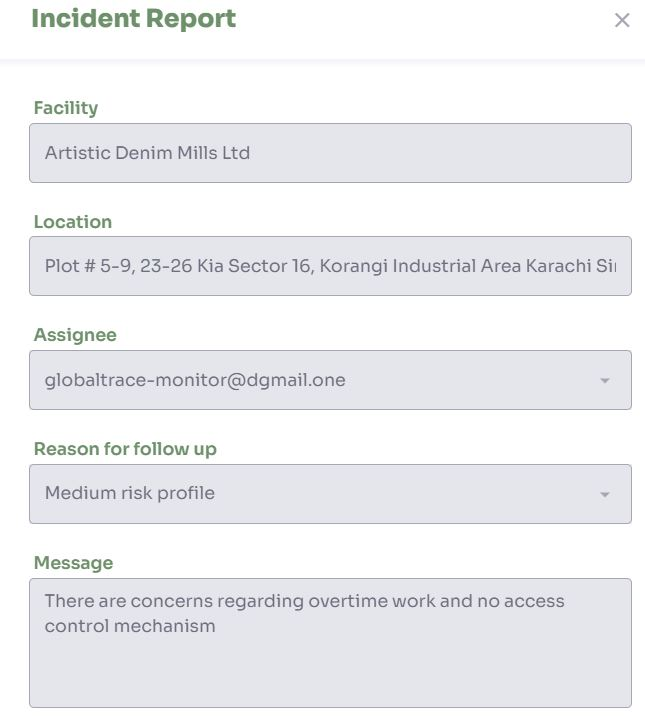 Incident Report
Facility
Artistic Denim Mills Ltd
Location
Plot # 5-9, 23-26 Kia Sector 16, Korangi Industrial Area Karachi
Assignee
globaltrace-monitor@dgmail.one
Reason for follow up
Medium risk profile
Message
There are concerns regarding overtime work and no access
control mechanism